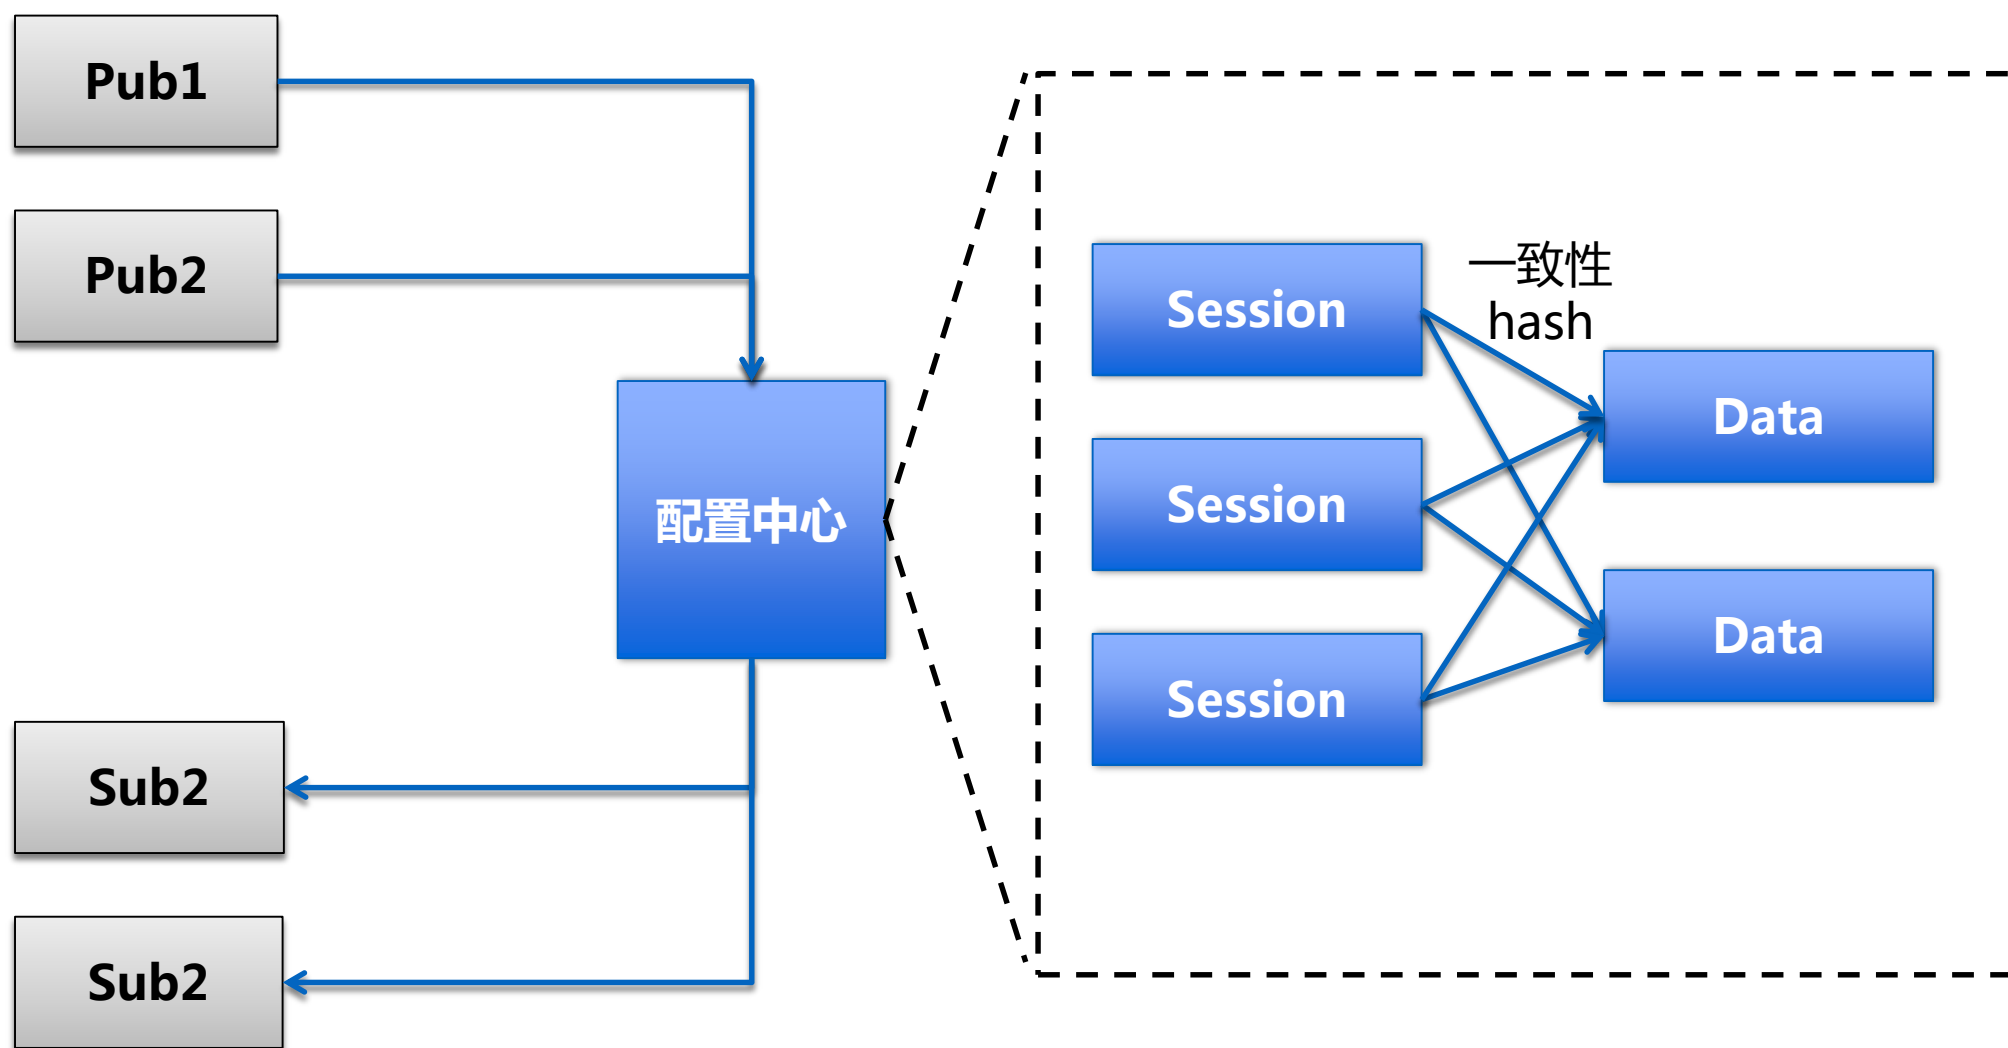 Pub1
Pub2
配置中心
Sub2
Sub2
Session
Session
Session
一致性
hash
Data
Data